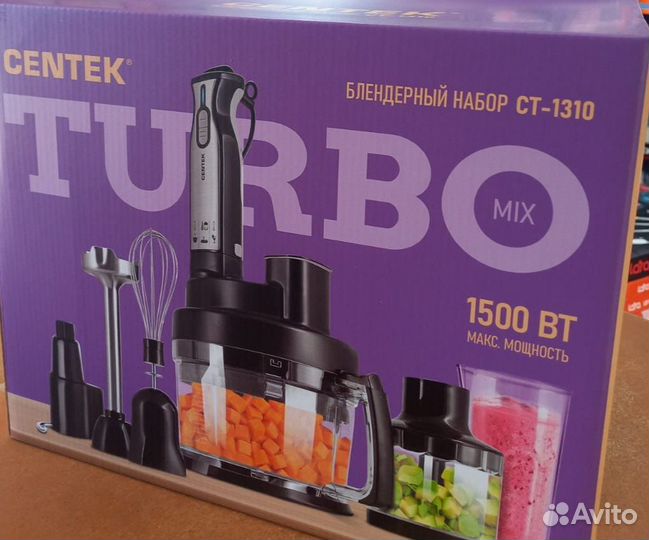 CENTEK®
БЛЕНДЕРНЫЙ НАБОР CT-1310
TURBO
MIX
CENTEK
1500 ВТ
МАКС. МОЩНОСТЬ
Avito